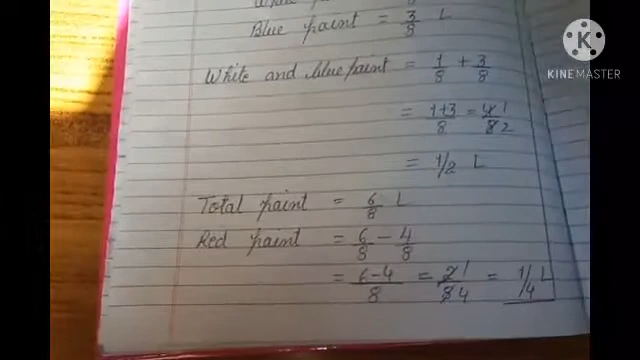 White
Blue paint = 3/8 L
White and blue paint = 1/8 + 3/8
= 1+3/8 = 4 1/8 2
= 1/2 L
Total paint = 6/8 L
Red paint = 6/8 - 4/8
= 6-4/8 = 2 1/8 4 = 1/4 L
KINEMASTER